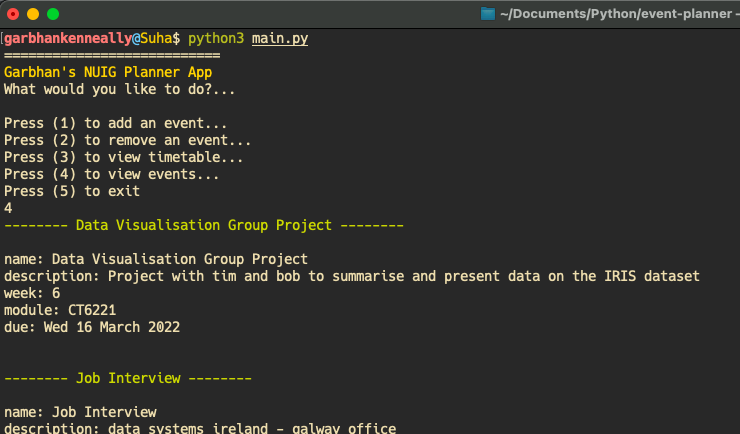 ~/Documents/Python/event-planner –
garbhankenneally@Suha$ python3 main.py
===========================
Garbhan's NUIG Planner App
What would you like to do?...
Press (1) to add an event...
Press (2) to remove an event...
Press (3) to view timetable...
Press (4) to view events...
Press (5) to exit
4
-------- Data Visualisation Group Project --------
name: Data Visualisation Group Project
description: Project with tim and bob to summarise and present data on the IRIS dataset
week: 6
module: CT6221
due: Wed 16 March 2022
-------- Job Interview --------
name: Job Interview
description: data systems ireland - galway office